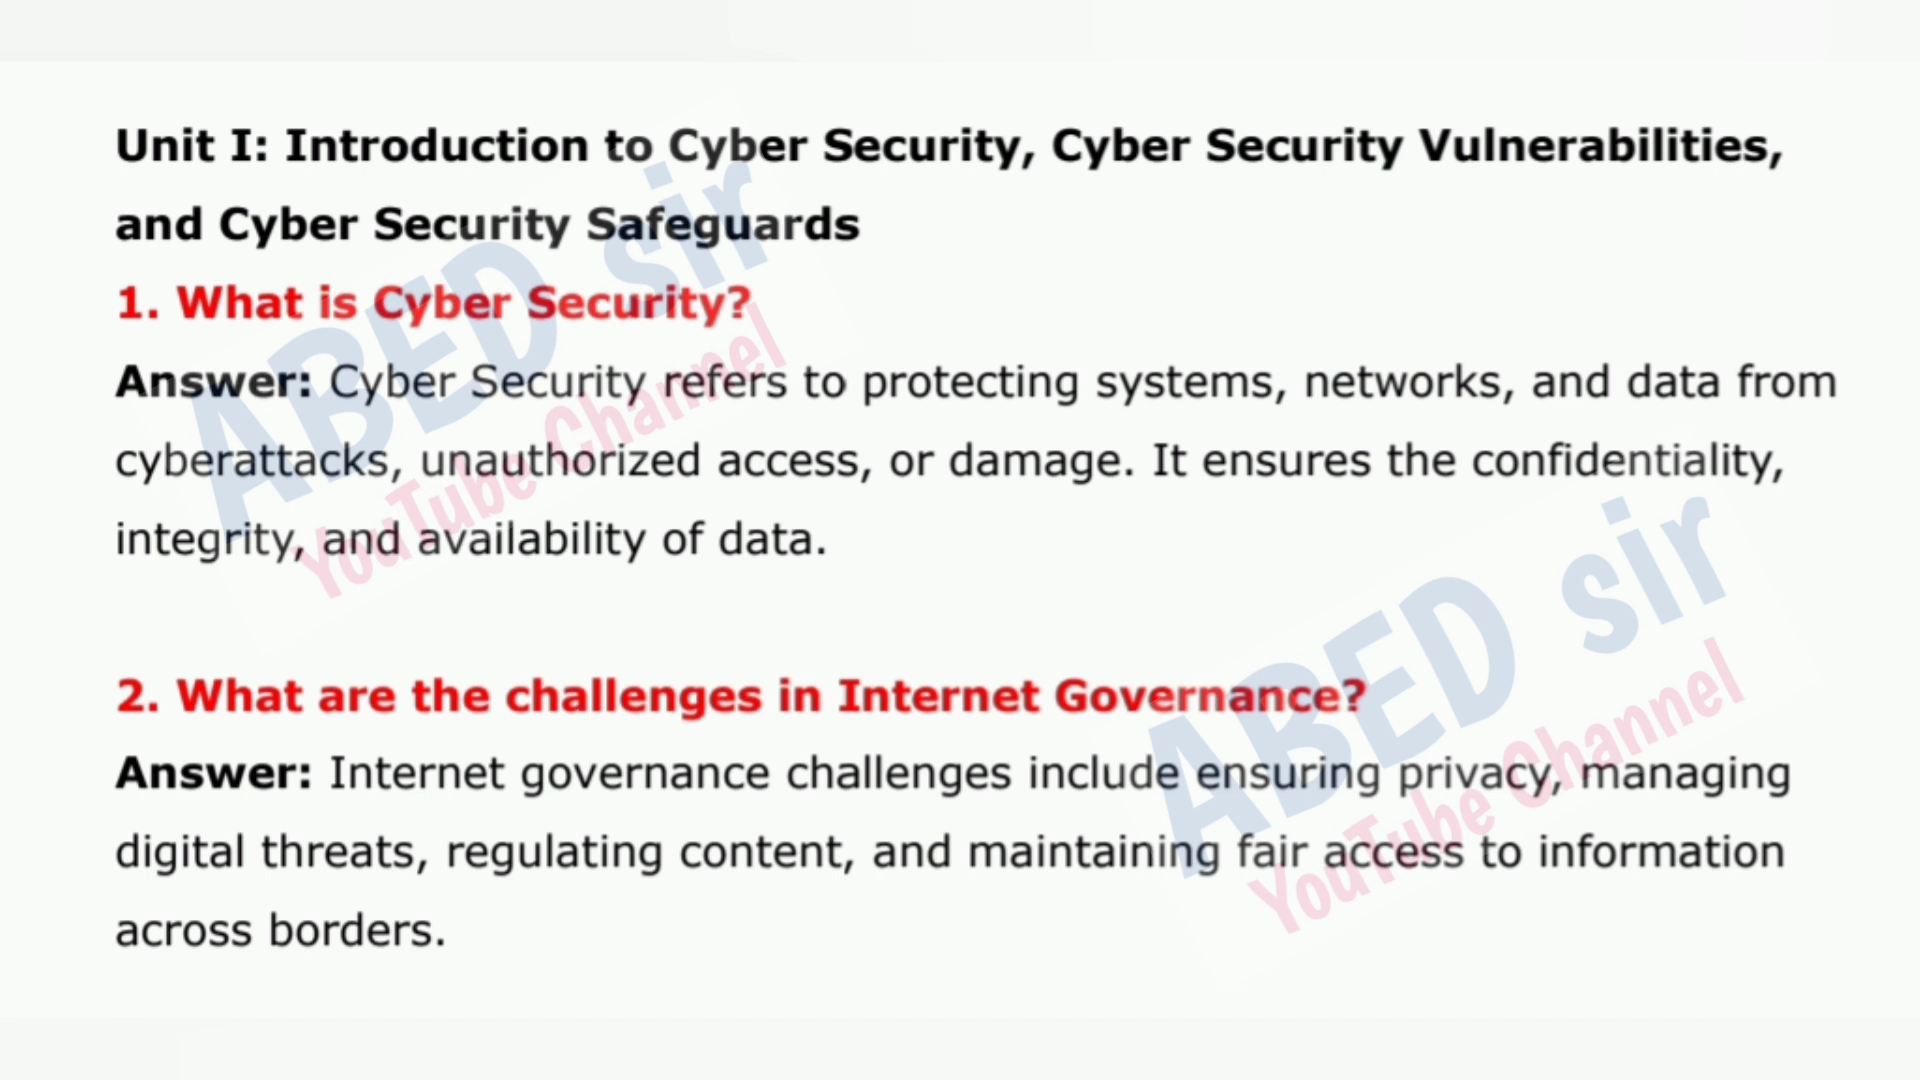 Unit I: Introduction to Cyber Security, Cyber Security Vulnerabilities,
and Cyber Security Safeguards
1. What is Cyber Security?
Answer: Cyber Security refers to protecting systems, networks, and data from
cyberattacks, unauthorized access, or damage. It ensures the confidentiality,
integrity, and availability of data.
ABED sir
YouTube Channel
2. What are the challenges in Internet Governance?
Answer: Internet governance challenges include ensuring privacy, managing
digital threats, regulating content, and maintaining fair access to information
across borders.
ABED sir
YouTube Channel